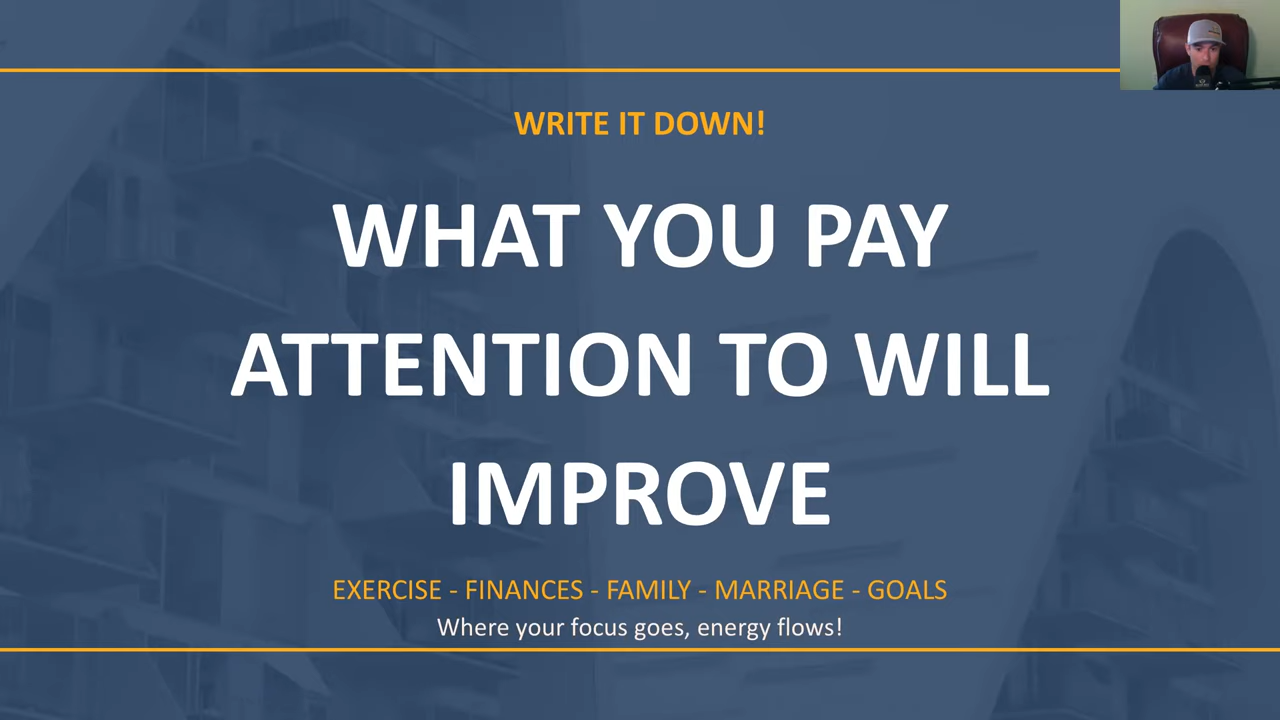 WRITE IT DOWN!
WHAT YOU PAY
ATTENTION TO WILL
IMPROVE
EXERCISE - FINANCES - FAMILY - MARRIAGE - GOALS
Where your focus goes, energy flows!